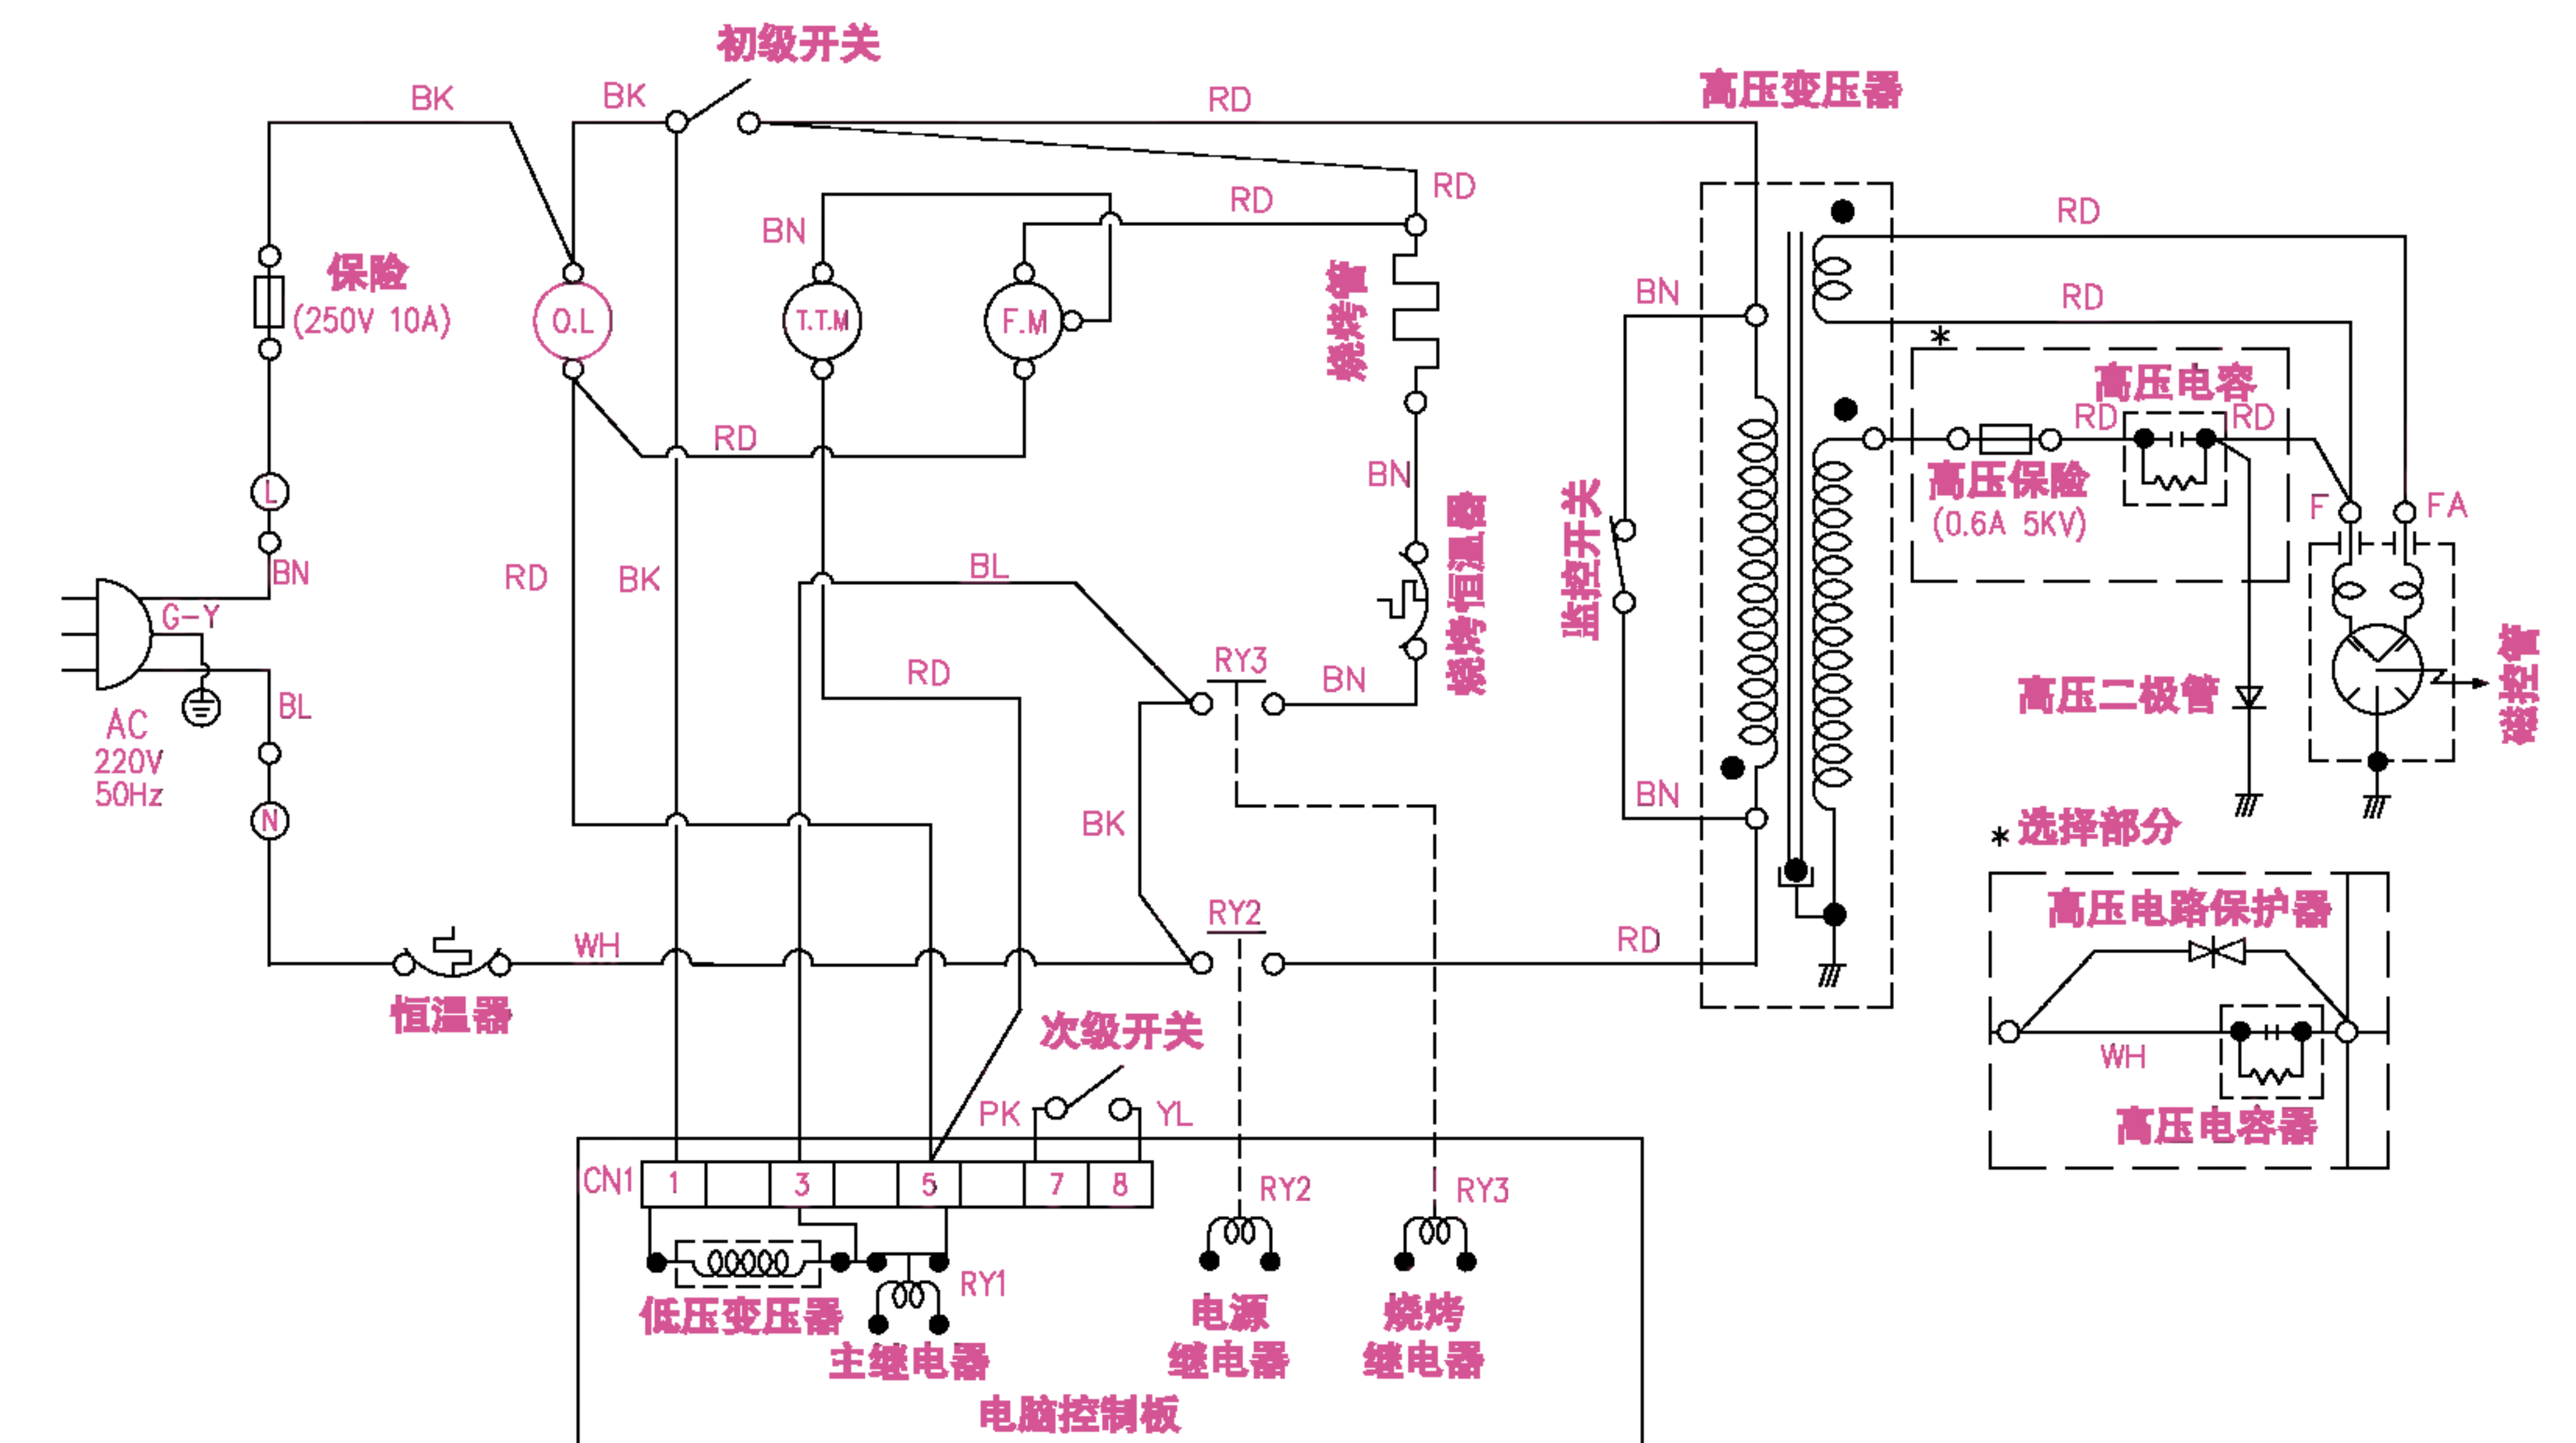 初级开关
高压变压器
BK
BK
RD
RD
RD
BN
RD
保险
(250V 10A)
O.L
T.T.M
F.M
烧烤管
BN
RD
*
高压电容
RD
RD
RD
高压保险
(0.6A 5KV)
F
FA
BN
监控开关
烧烤恒温器
L
BN
G-Y
RD
BK
BL
RD
RY3
BN
AC
220V
50Hz
BL
N
高压二极管
磁控管
BN
BK
* 选择部分
WH
RY2
RD
恒温器
高压电路保护器
WH
高压电容器
次级开关
PK
YL
CN1
1
3
5
7
8
RY2
RY3
RY1
低压变压器
主继电器
电源
继电器
烧烤
继电器
电脑控制板